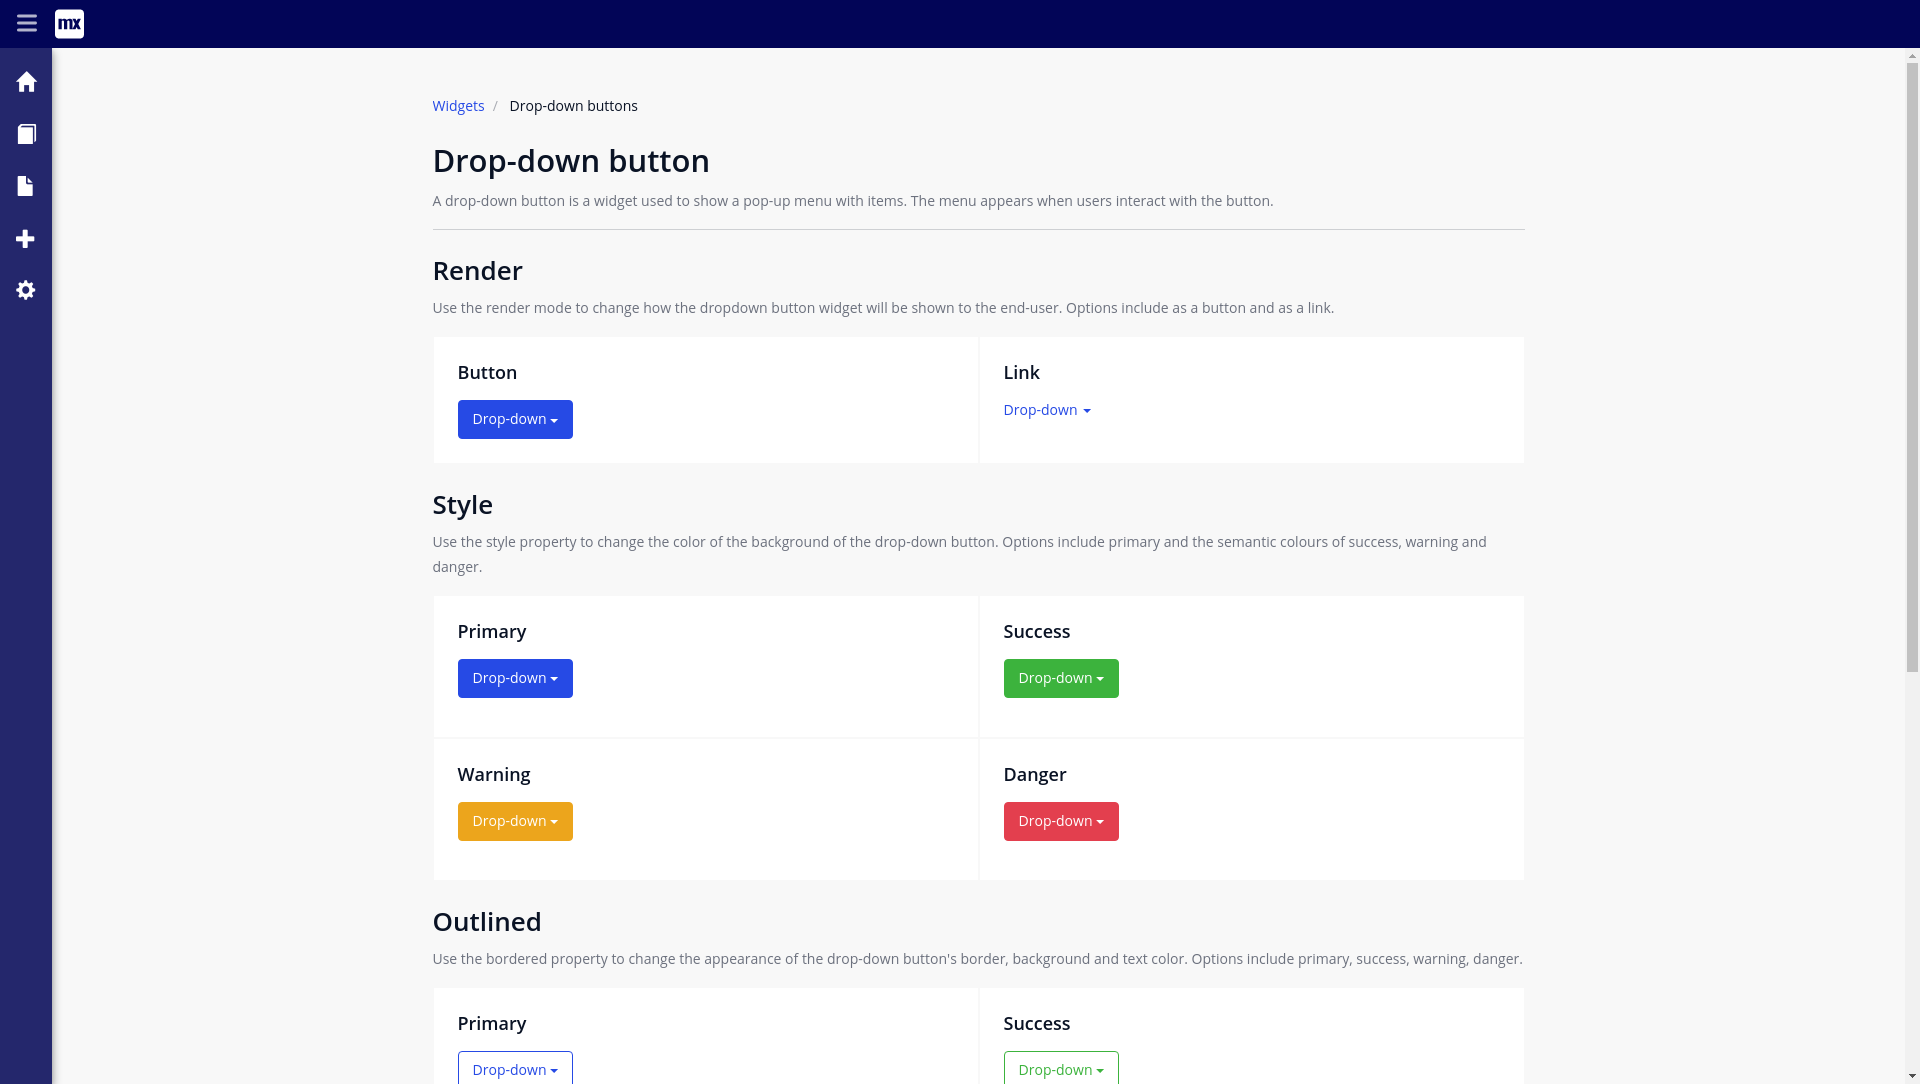 mx
Widgets / Drop-down buttons
Drop-down button
A drop-down button is a widget used to show a pop-up menu with items. The menu appears when users interact with the button.
Render
Use the render mode to change how the dropdown button widget will be shown to the end-user. Options include as a button and as a link.
Button
Drop-down
Link
Drop-down
Style
Use the style property to change the color of the background of the drop-down button. Options include primary and the semantic colours of success, warning and
danger.
Primary
Drop-down
Success
Drop-down
Warning
Drop-down
Danger
Drop-down
Outlined
Use the bordered property to change the appearance of the drop-down button's border, background and text color. Options include primary, success, warning, danger.
Primary
Drop-down
Success
Drop-down